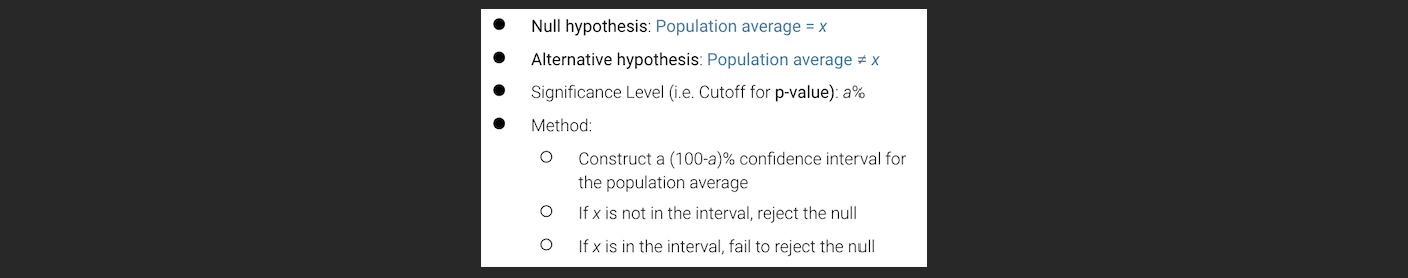 Null hypothesis: Population average = x
Alternative hypothesis: Population average ≠ x
Significance Level (i.e. Cutoff for p-value): a%
Method:
Construct a (100-a)% confidence interval for
the population average
If x is not in the interval, reject the null
If x is in the interval, fail to reject the null